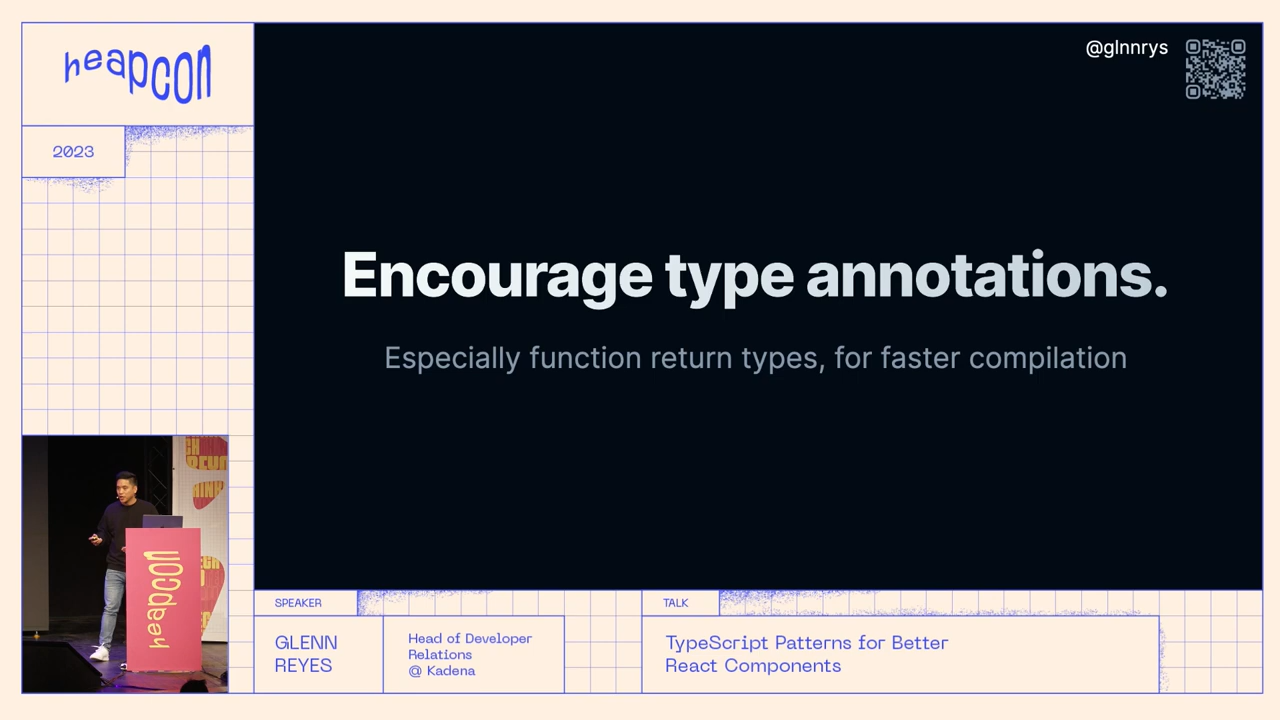 heapcon
2023
@glnnrys
Encourage type annotations.
Especially function return types, for faster compilation
heapcon
SPEAKER
GLENN
REYES
Head of Developer
Relations
@ Kadena
TALK
TypeScript Patterns for Better
React Components